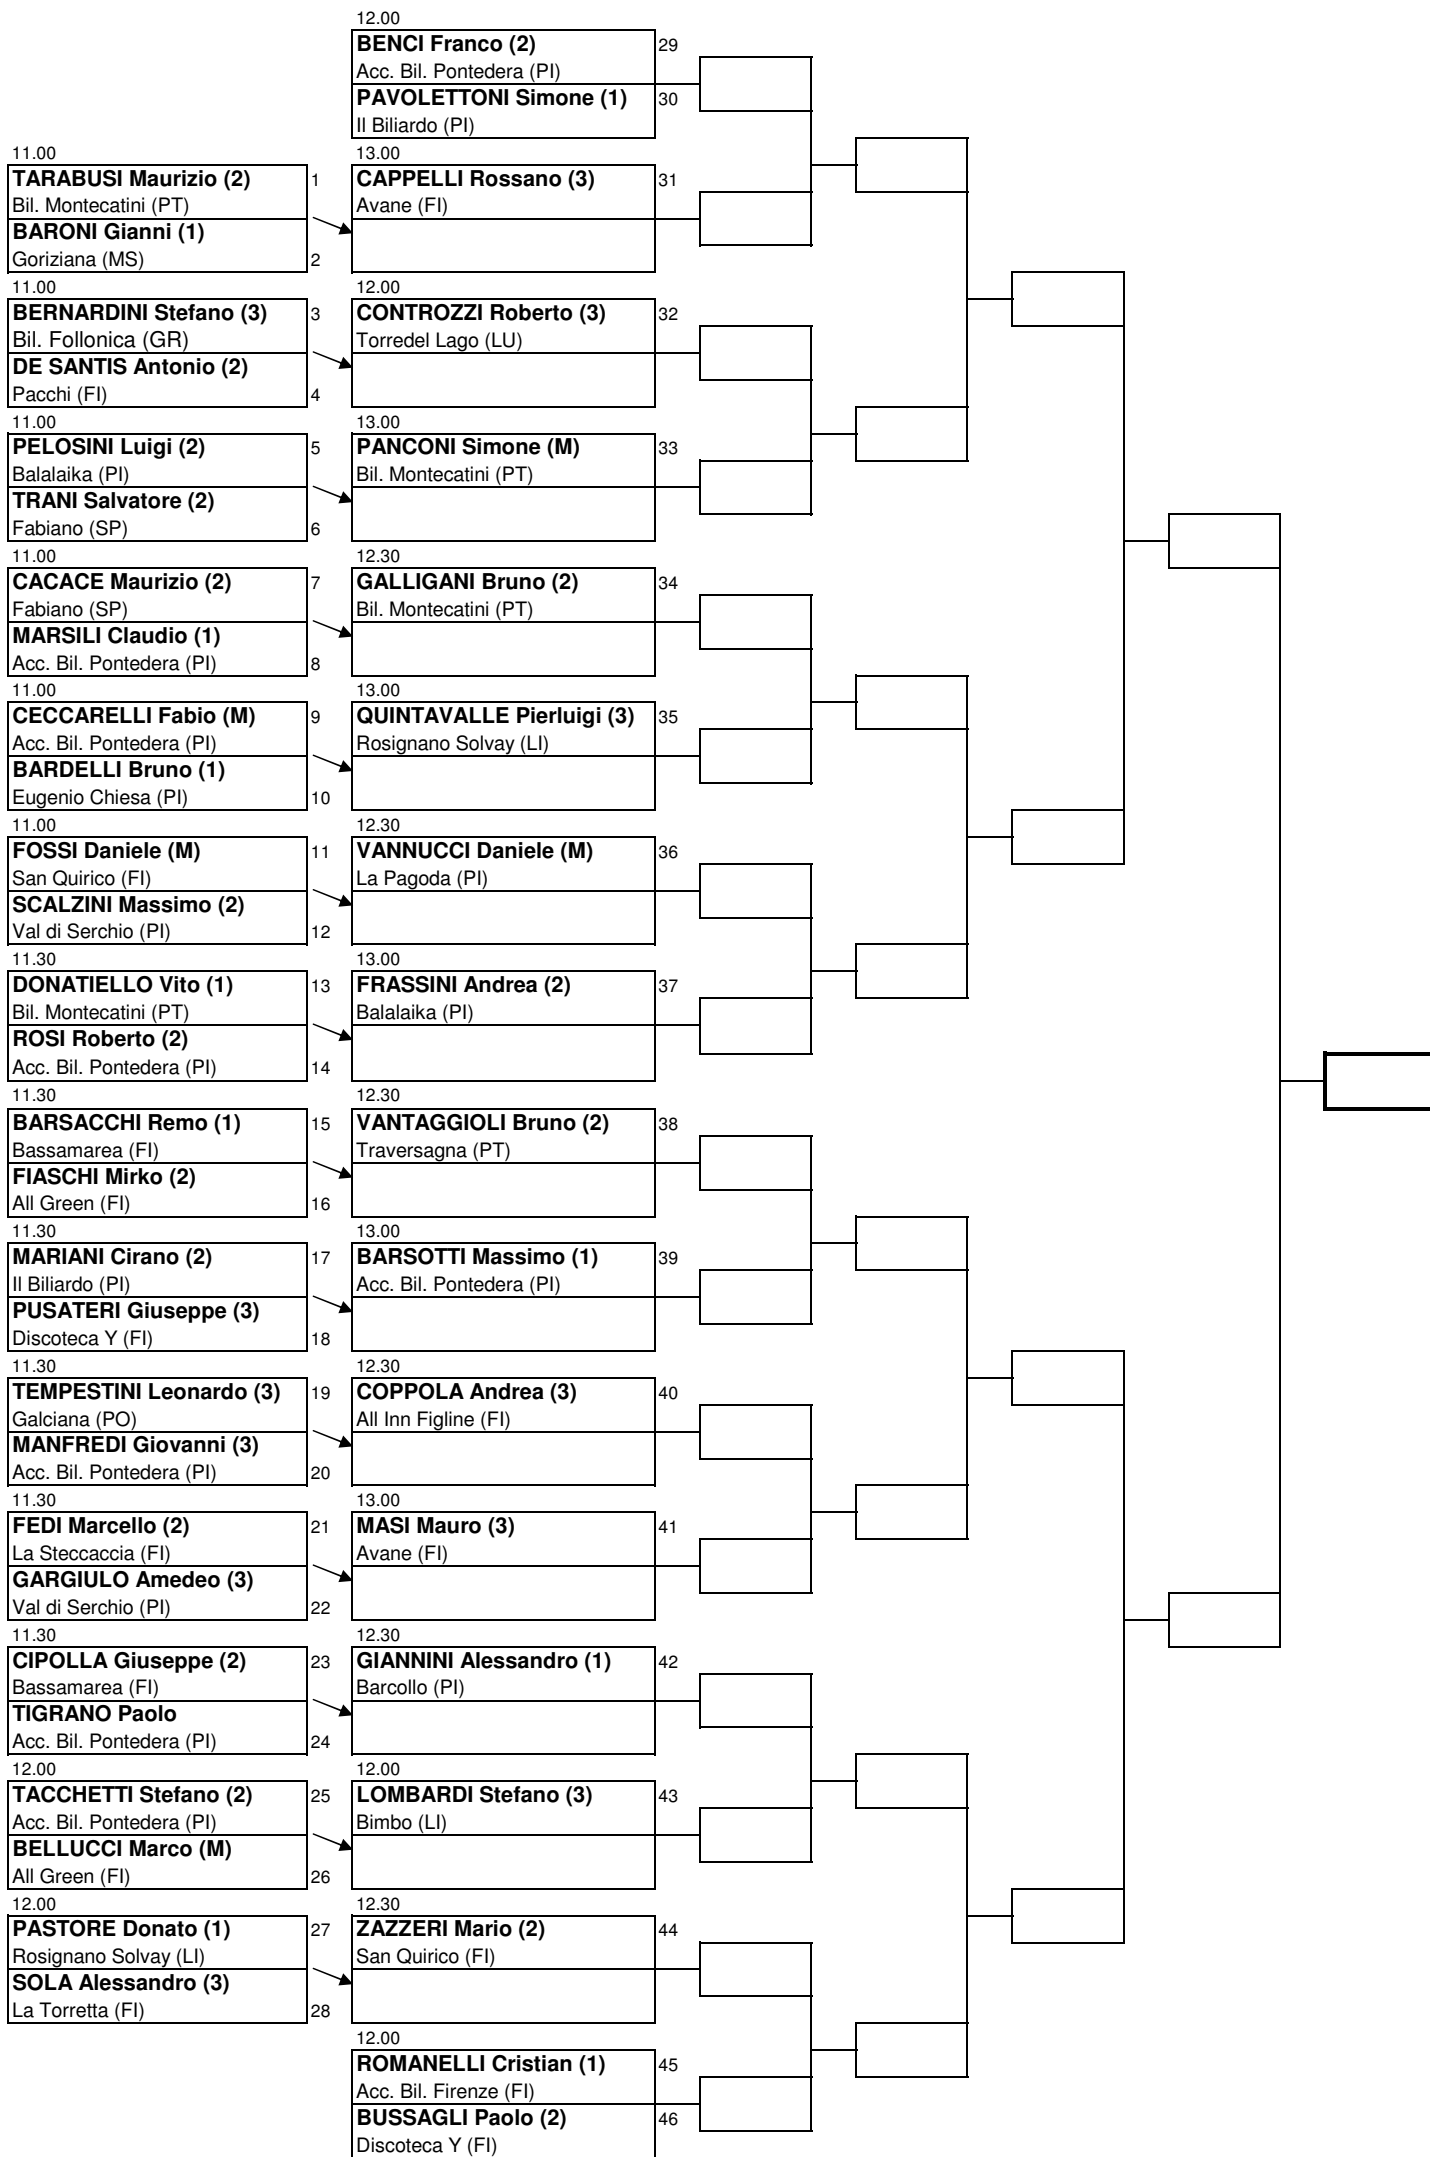 12.00
BENCI Franco (2) 29
Acc. Bil. Pontedera (PI)
PAVOLETTONI Simone (1) 30
Il Biliardo (PI)
11.00 13.00
TARABUSI Maurizio (2) 1 CAPPELLI Rossano (3) 31
Bil. Montecatini (PT) Avane (FI)
BARONI Gianni (1)
Goriziana (MS) 2
11.00 12.00
BERNARDINI Stefano (3) 3 CONTROZZI Roberto (3) 32
Bil. Follonica (GR) Torredel Lago (LU)
DE SANTIS Antonio (2)
Pacchi (FI) 4
11.00 13.00
PELOSINI Luigi (2) 5 PANCONI Simone (M) 33
Balalaika (PI) Bil. Montecatini (PT)
TRANI Salvatore (2)
Fabiano (SP) 6
11.00 12.30
CACACE Maurizio (2) 7 GALLIGANI Bruno (2) 34
Fabiano (SP) Bil. Montecatini (PT)
MARSILI Claudio (1)
Acc. Bil. Pontedera (PI) 8
11.00 13.00
CECCARELLI Fabio (M) 9 QUINTAVALLE Pierluigi (3) 35
Acc. Bil. Pontedera (PI) Rosignano Solvay (LI)
BARDELLI Bruno (1)
Eugenio Chiesa (PI) 10
11.00 12.30
FOSSI Daniele (M) 11 VANNUCCI Daniele (M) 36
San Quirico (FI) La Pagoda (PI)
SCALZINI Massimo (2)
Val di Serchio (PI) 12
11.30 13.00
DONATIELLO Vito (1) 13 FRASSINI Andrea (2) 37
Bil. Montecatini (PT) Balalaika (PI)
ROSI Roberto (2)
Acc. Bil. Pontedera (PI) 14
11.30 12.30
BARSACCHI Remo (1) 15 VANTAGGIOLI Bruno (2) 38
Bassamarea (FI) Traversagna (PT)
FIASCHI Mirko (2)
All Green (FI) 16
11.30 13.00
MARIANI Cirano (2) 17 BARSOTTI Massimo (1) 39
Il Biliardo (PI) Acc. Bil. Pontedera (PI)
PUSATERI Giuseppe (3)
Discoteca Y (FI) 18
11.30 12.30
TEMPESTINI Leonardo (3) 19 COPPOLA Andrea (3) 40
Galciana (PO) All Inn Figline (FI)
MANFREDI Giovanni (3)
Acc. Bil. Pontedera (PI) 20
11.30 13.00
FEDI Marcello (2) 21 MASI Mauro (3) 41
La Steccaccia (FI) Avane (FI)
GARGIULO Amedeo (3)
Val di Serchio (PI) 22
11.30 12.30
CIPOLLA Giuseppe (2) 23 GIANNINI Alessandro (1) 42
Bassamarea (FI) Barcollo (PI)
TIGRANO Paolo
Acc. Bil. Pontedera (PI) 24
12.00 12.00
TACCHETTI Stefano (2) 25 LOMBARDI Stefano (3) 43
Acc. Bil. Pontedera (PI) Bimbo (LI)
BELLUCCI Marco (M)
All Green (FI) 26
12.00 12.30
PASTORE Donato (1) 27 ZAZZERI Mario (2) 44
Rosignano Solvay (LI) San Quirico (FI)
SOLA Alessandro (3)
La Torretta (FI) 28
12.00
ROMANELLI Cristian (1) 45
Acc. Bil. Firenze (FI)
BUSSAGLI Paolo (2) 46
Discoteca Y (FI)